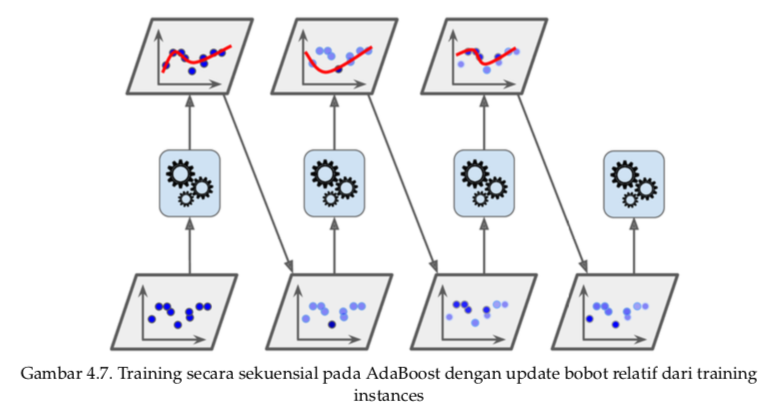 Gambar 4.7. Training secara sekuensial pada AdaBoost dengan update bobot relatif dari training
instances